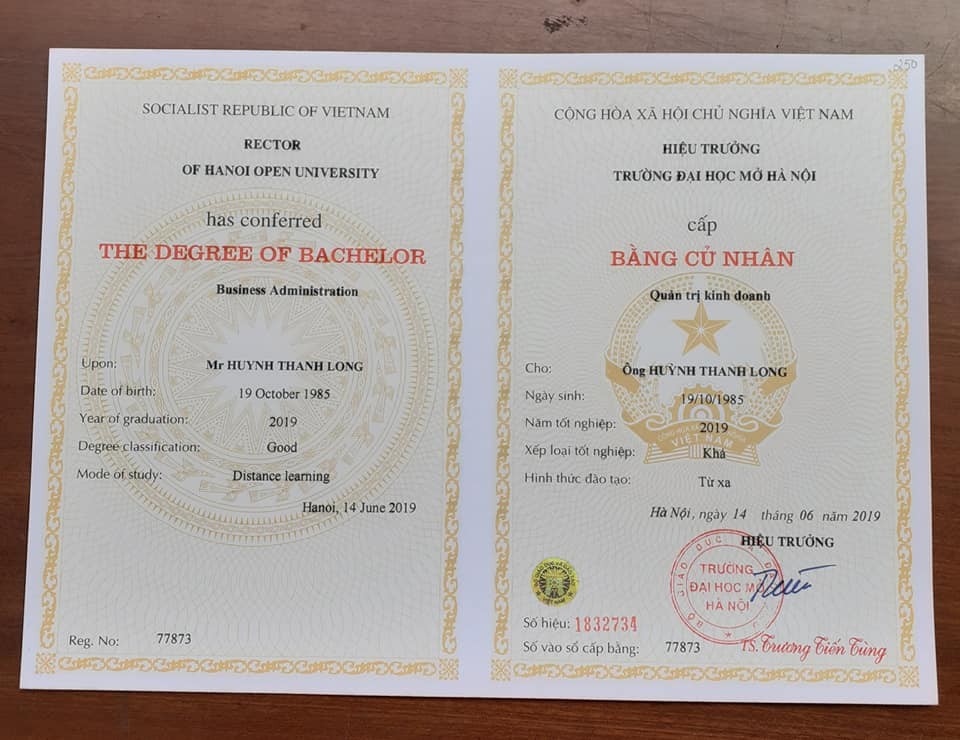 SOCIALIST REPUBLIC OF VIETNAM
RECTOR
OF HANOI OPEN UNIVERSITY
has conferred
THE DEGREE OF BACHELOR
Business Administration
Upon: Mr HUYNH THANH LONG
Date of birth: 19 October 1985
Year of graduation: 2019
Degree classification: Good
Mode of study: Distance learning
Hanoi, 14 June 2019
Reg. No: 77873
250
CỘNG HÒA XÃ HỘI CHỦ NGHĨA VIỆT NAM
HIỆU TRƯỞNG
TRƯỜNG ĐẠI HỌC MỞ HÀ NỘI
cấp
BẰNG CỬ NHÂN
Quản trị kinh doanh
Cho: Ông HUỲNH THANH LONG
Ngày sinh: 19/10/1985
Năm tốt nghiệp: 2019
Xếp loại tốt nghiệp: Khá
Hình thức đào tạo: Từ xa
VIỆT NAM
Hà Nội, ngày 14 tháng 06 năm 2019
HIỆU TRƯỞNG
TRƯỜNG
ĐẠI HỌC MỞ
HÀ NỘI
Số hiệu: 1832734
Số vào sổ cấp bằng: 77873
TS. Trương Tiến Tùng